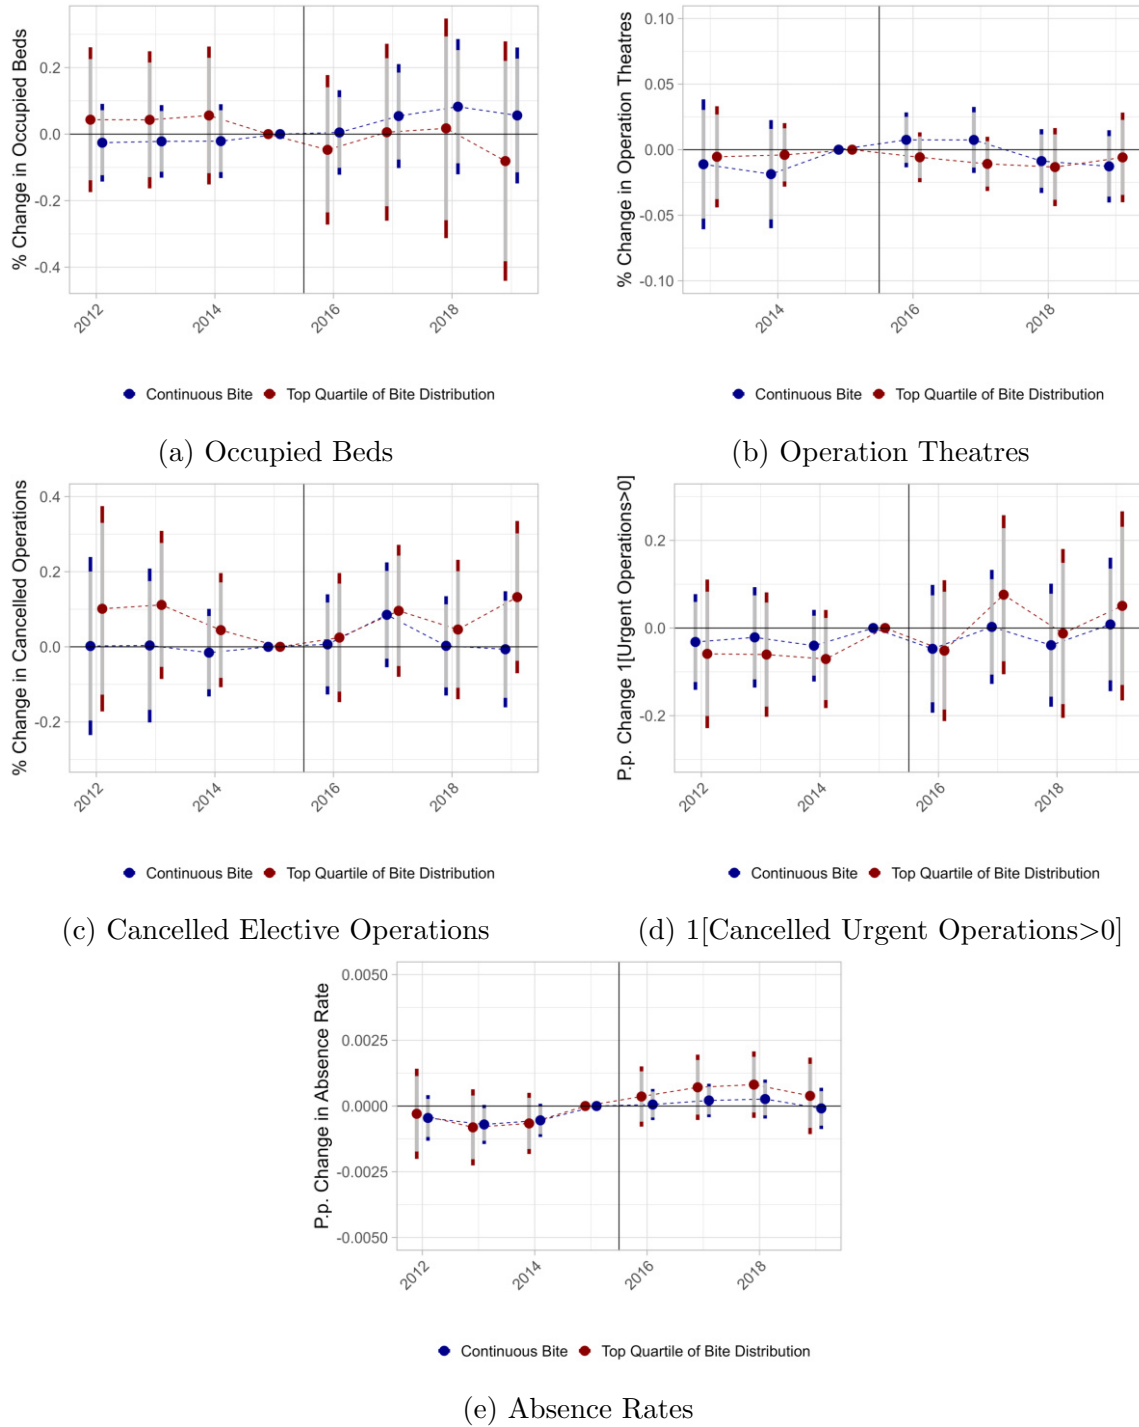 % Change in Occupied Beds
0.2
0.0
-0.2
-0.4
2012
2014
2016
2018
Continuous Bite Top Quartile of Bite Distribution
(a) Occupied Beds
% Change in Operation Theatres
0.10
0.05
0.00
-0.05
-0.10
2014
2016
2018
Continuous Bite Top Quartile of Bite Distribution
(b) Operation Theatres
% Change in Cancelled Operations
0.4
0.2
0.0
-0.2
2012
2014
2016
2018
Continuous Bite Top Quartile of Bite Distribution
(c) Cancelled Elective Operations
P.p. Change 1[Urgent Operations>0]
0.2
0.0
-0.2
2012
2014
2016
2018
Continuous Bite Top Quartile of Bite Distribution
(d) 1[Cancelled Urgent Operations>0]
P.p. Change in Absence Rate
0.0050
0.0025
0.0000
-0.0025
-0.0050
2012
2014
2016
2018
Continuous Bite Top Quartile of Bite Distribution
(e) Absence Rates